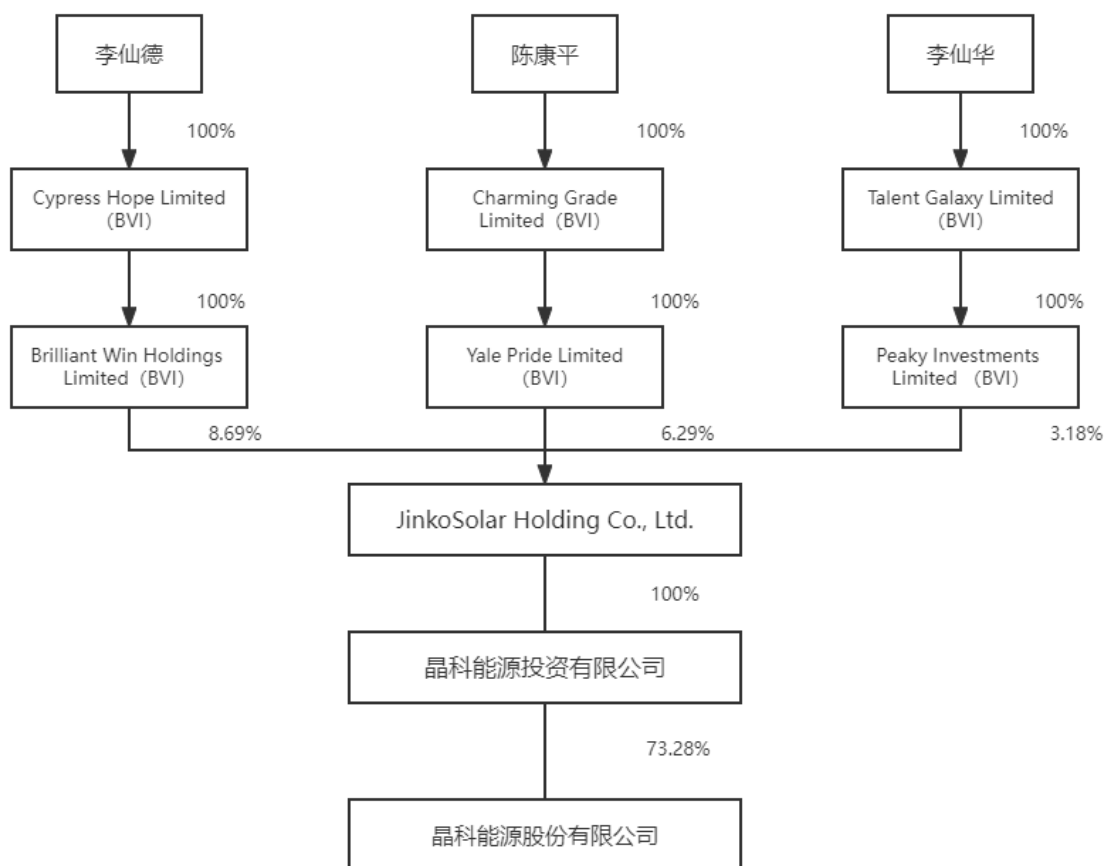 李仙德
陈康平
李仙华
100%
100%
100%
Cypress Hope Limited
（BVI）
Charming Grade
Limited（BVI）
Talent Galaxy Limited
（BVI）
100%
100%
100%
Brilliant Win Holdings
Limited（BVI）
Yale Pride Limited
（BVI）
Peaky Investments
Limited （BVI）
8.69%
6.29%
3.18%
JinkoSolar Holding Co., Ltd.
100%
晶科能源投资有限公司
73.28%
晶科能源股份有限公司